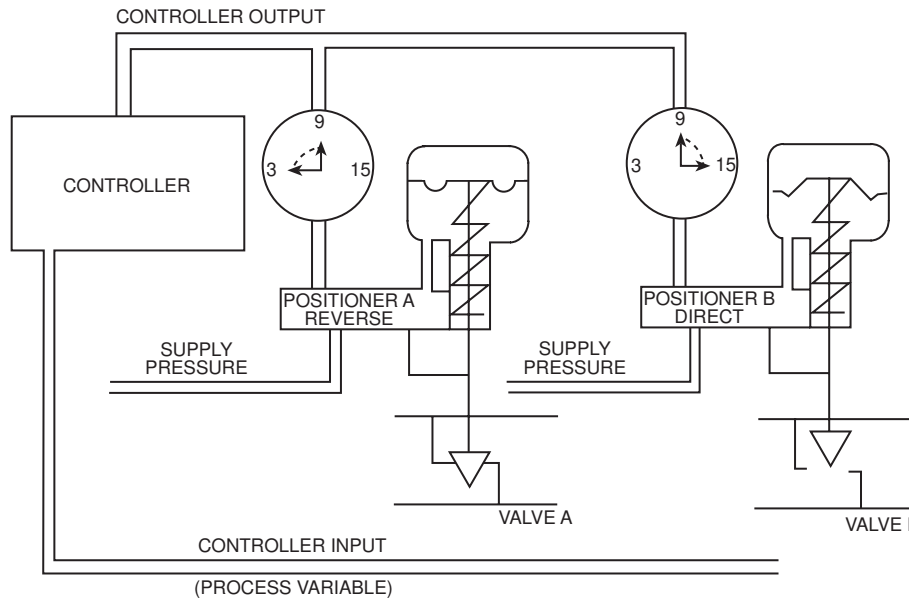 CONTROLLER OUTPUT
CONTROLLER
3
9
15
3
9
15
POSITIONER A
REVERSE
POSITIONER B
DIRECT
SUPPLY
PRESSURE
SUPPLY
PRESSURE
VALVE A
VALVE
CONTROLLER INPUT
(PROCESS VARIABLE)